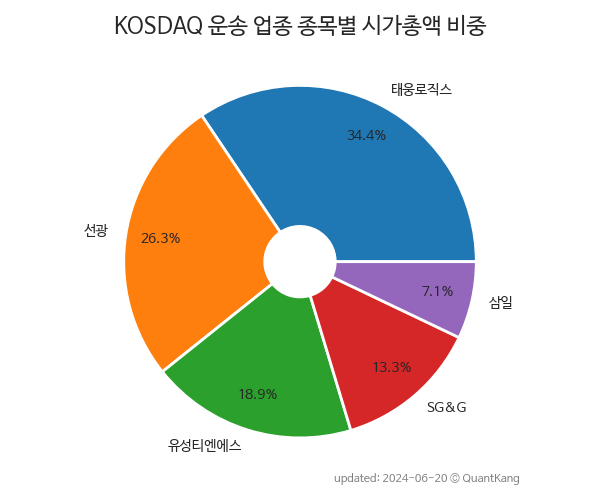 KOSDAQ 운송 업종 종목별 시가총액 비중
태웅로직스
34.4%
선광
26.3%
7.1%
삼일
13.3%
18.9%
SG&G
유성티엔에스
updated: 2024-06-20 © QuantKang